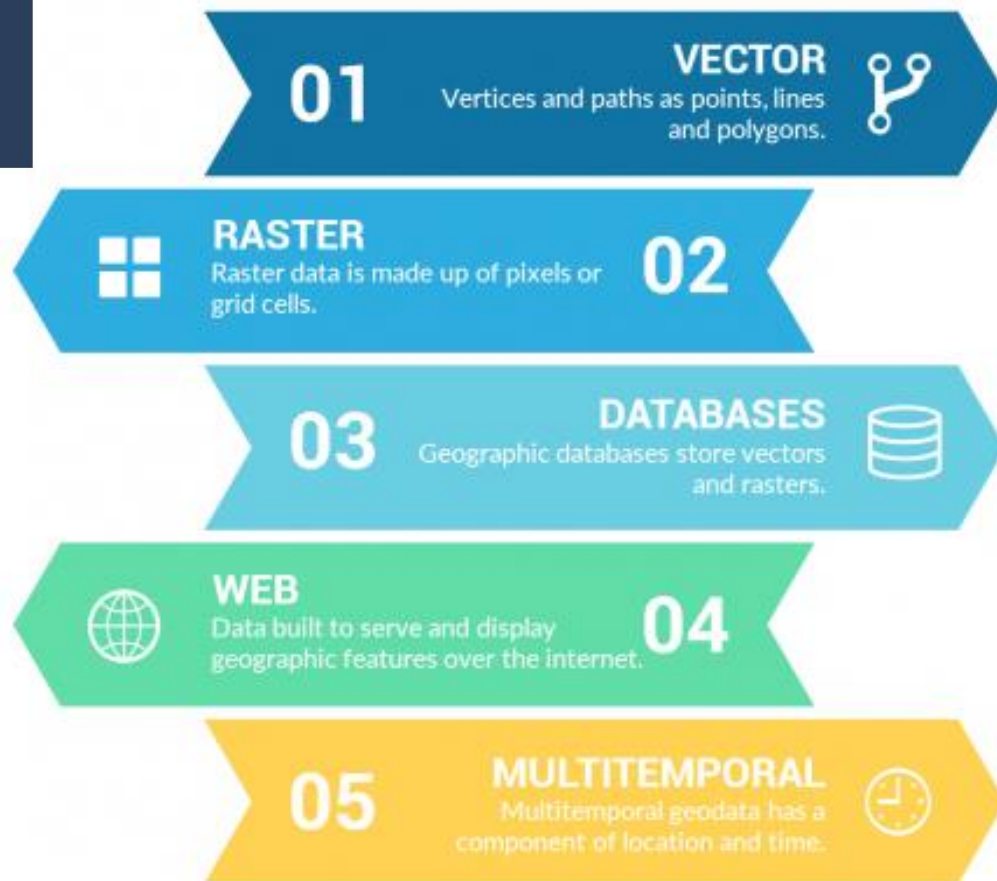 01
VECTOR
Vertices and paths as points, lines
and polygons.
RASTER
Raster data is made up of pixels or
grid cells.
02
03
DATABASES
Geographic databases store vectors
and rasters.
WEB
Data built to serve and display
geographic features over the internet.
04
05
MULTITEMPORAL
Multitemporal geodata has a
component of location and time.